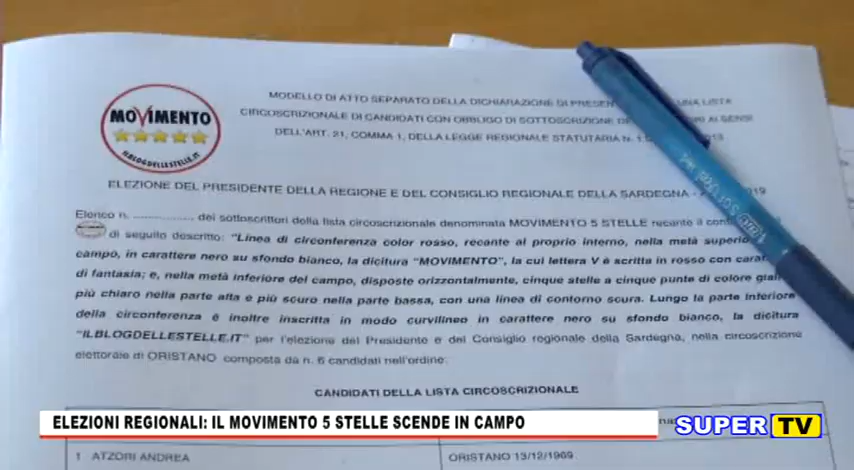 MOVIMENTO
ILBLOGDELLESTELLE.IT
MODELLO DI ATTO SEPARATO DELLA DICHIARAZIONE DI PRESEN UNA LISTA
CIRCOSCRIZIONALE DI CANDIDATI CON OBBLIGO DI SOTTOSCRIZIONE DE AI SENSI
DELL'ART. 21, COMMA 1, DELLA LEGGE REGIONALE STATUTARIA N. 1
ELEZIONE DEL PRESIDENTE DELLA REGIONE E DEL CONSIGLIO REGIONALE DELLA SARDEGNA - 19
Elenco n. .................. dei sottoscrittori della lista circoscrizionale denominata MOVIMENTO 5 STELLE recante il
di seguito descritto: "Linea di circonferenza color rosso, recante al proprio interno, nella metà superio
campo, in carattere nero su sfondo bianco, la dicitura "MOVIMENTO", la cui lettera V è scritta in rosso con
di fantasia; e, nella metà inferiore del campo, disposte orizzontalmente, cinque stelle a cinque punte di colore
più chiaro nella parte alta e più scuro nella parte bassa, con una linea di contorno scura. Lungo la parte inferiore
della circonferenza è inoltre inscritta in modo curvilineo in carattere nero su sfondo bianco, la dicitura
"ILBLOGDELLESTELLE.IT" per l'elezione del Presidente e del Consiglio regionale della Sardegna, nella circoscrizione
elettorale di ORISTANO composta da n. 6 candidati nell'ordine:
CANDIDATI DELLA LISTA CIRCOSCRIZIONALE
ELEZIONI REGIONALI: IL MOVIMENTO 5 STELLE SCENDE IN CAMPO
SUPER TV
1 ATZORI ANDREA ORISTANO 13/12/1969